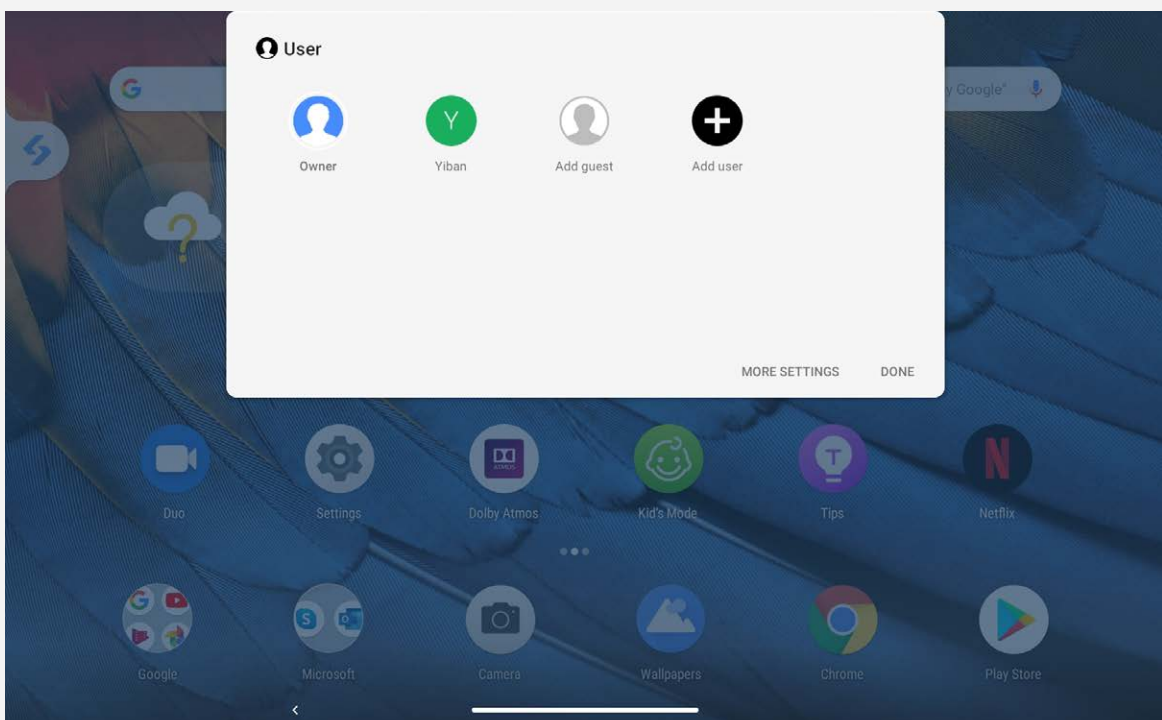 User
y Google"
Y
Owner
Yiban
Add guest
Add user
MORE SETTINGS
DONE
Duo
Settings
Dolby Atmos
Kid's Mode
Tips
Netflix
Google
Microsoft
Camera
Wallpapers
Chrome
Play Store